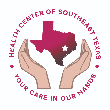 HEALTH CENTER OF SOUTHEAST TEXAS
YOUR CARE IN OUR HANDS